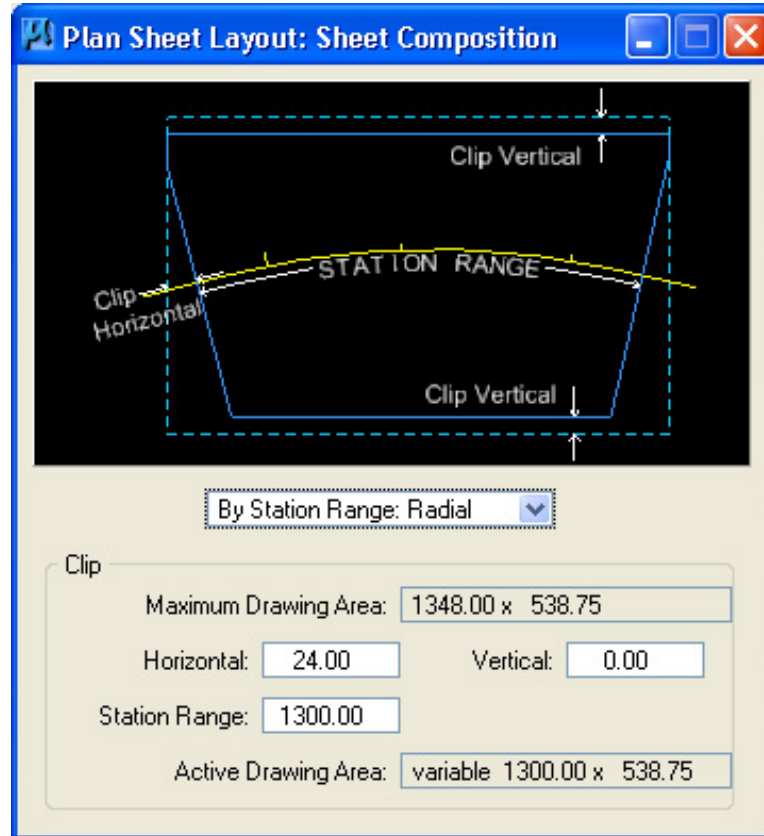 Plan Sheet Layout: Sheet Composition
Clip Vertical
STATION RANGE
Clip
Horizontal
Clip Vertical
By Station Range: Radial
Clip
Maximum Drawing Area: 1348.00 x 538.75
Horizontal: 24.00 Vertical: 0.00
Station Range: 1300.00
Active Drawing Area: variable 1300.00 x 538.75